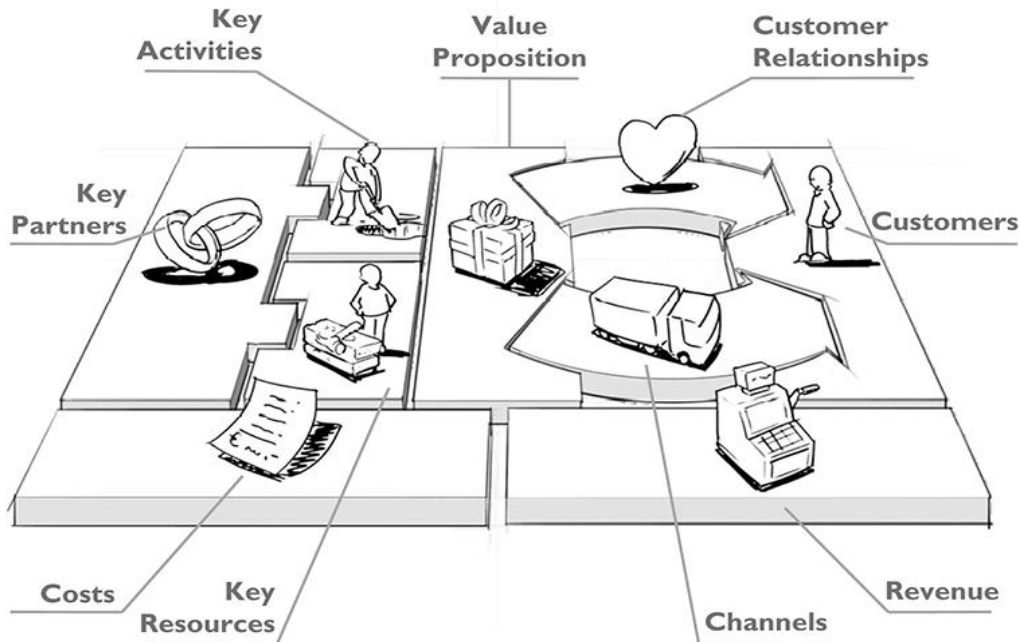 Key
Activities
Value
Proposition
Customer
Relationships
Key
Partners
Customers
Costs
Key
Resources
Channels
Revenue